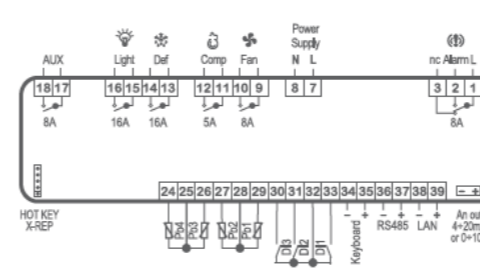 Power
Supply
AUX Light Def Comp Fan N L nc Alarm L
18 17 16 15 14 13 12 11 10 9 8 7 3 2 1
8A 16A 16A 5A 8A 8A
24 25 26 27 28 29 30 31 32 33 34 35 36 37 38 39 - +
HOT KEY
X-REP
Pb4 Pb3 Pb2 Pb1 DI3 DI2 DI1 Keyboard - + - + - +
RS485 LAN
An ou
4÷20m
or 0÷10